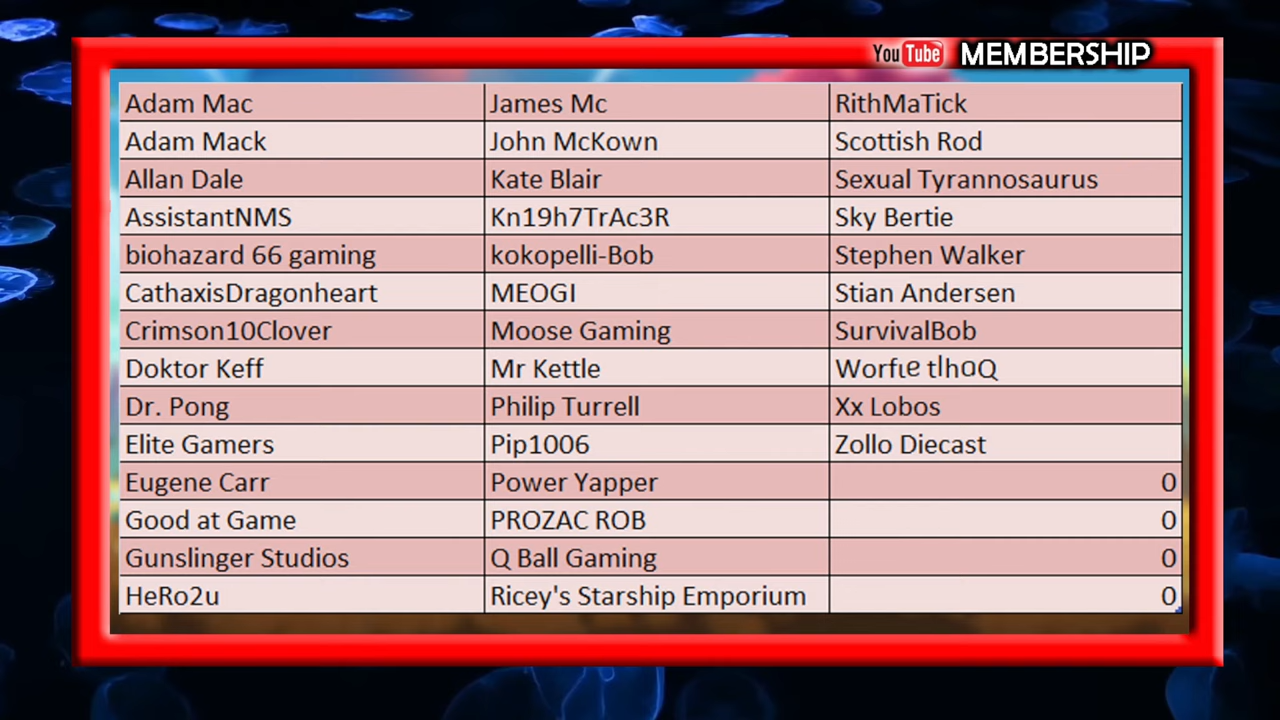 YouTube MEMBERSHIP
Adam Mac James Mc RithMaTick
Adam Mack John McKown Scottish Rod
Allan Dale Kate Blair Sexual Tyrannosaurus
AssistantNMS Kn19h7TrAc3R Sky Bertie
biohazard 66 gaming kokopelli-Bob Stephen Walker
CathaxisDragonheart MEOGI Stian Andersen
Crimson10Clover Moose Gaming SurvivalBob
Doktor Keff Mr Kettle Worfɩҽ tlhօQ
Dr. Pong Philip Turrell Xx Lobos
Elite Gamers Pip1006 Zollo Diecast
Eugene Carr Power Yapper 0
Good at Game PROZAC ROB 0
Gunslinger Studios Q Ball Gaming 0
HeRo2u Ricey's Starship Emporium 0